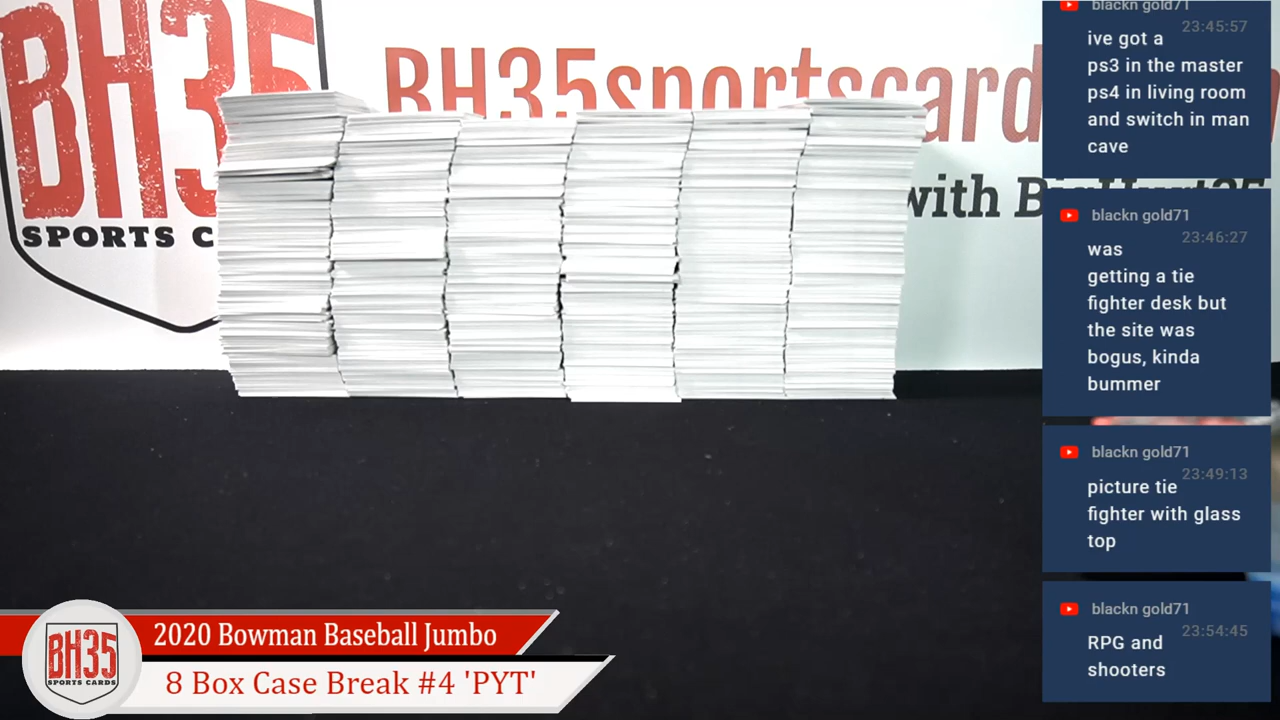 BH35
SPORTS C
BH35sportscard
with
blackn gold71
23:45:57
ive got a
ps3 in the master
ps4 in living room
and switch in man
cave
blackn gold71
23:46:27
was
getting a tie
fighter desk but
the site was
bogus, kinda
bummer
blackn gold71
23:49:13
picture tie
fighter with glass
top
blackn gold71
23:54:45
RPG and
shooters
BH35
SPORTS CARDS
2020 Bowman Baseball Jumbo
8 Box Case Break #4 'PYT'